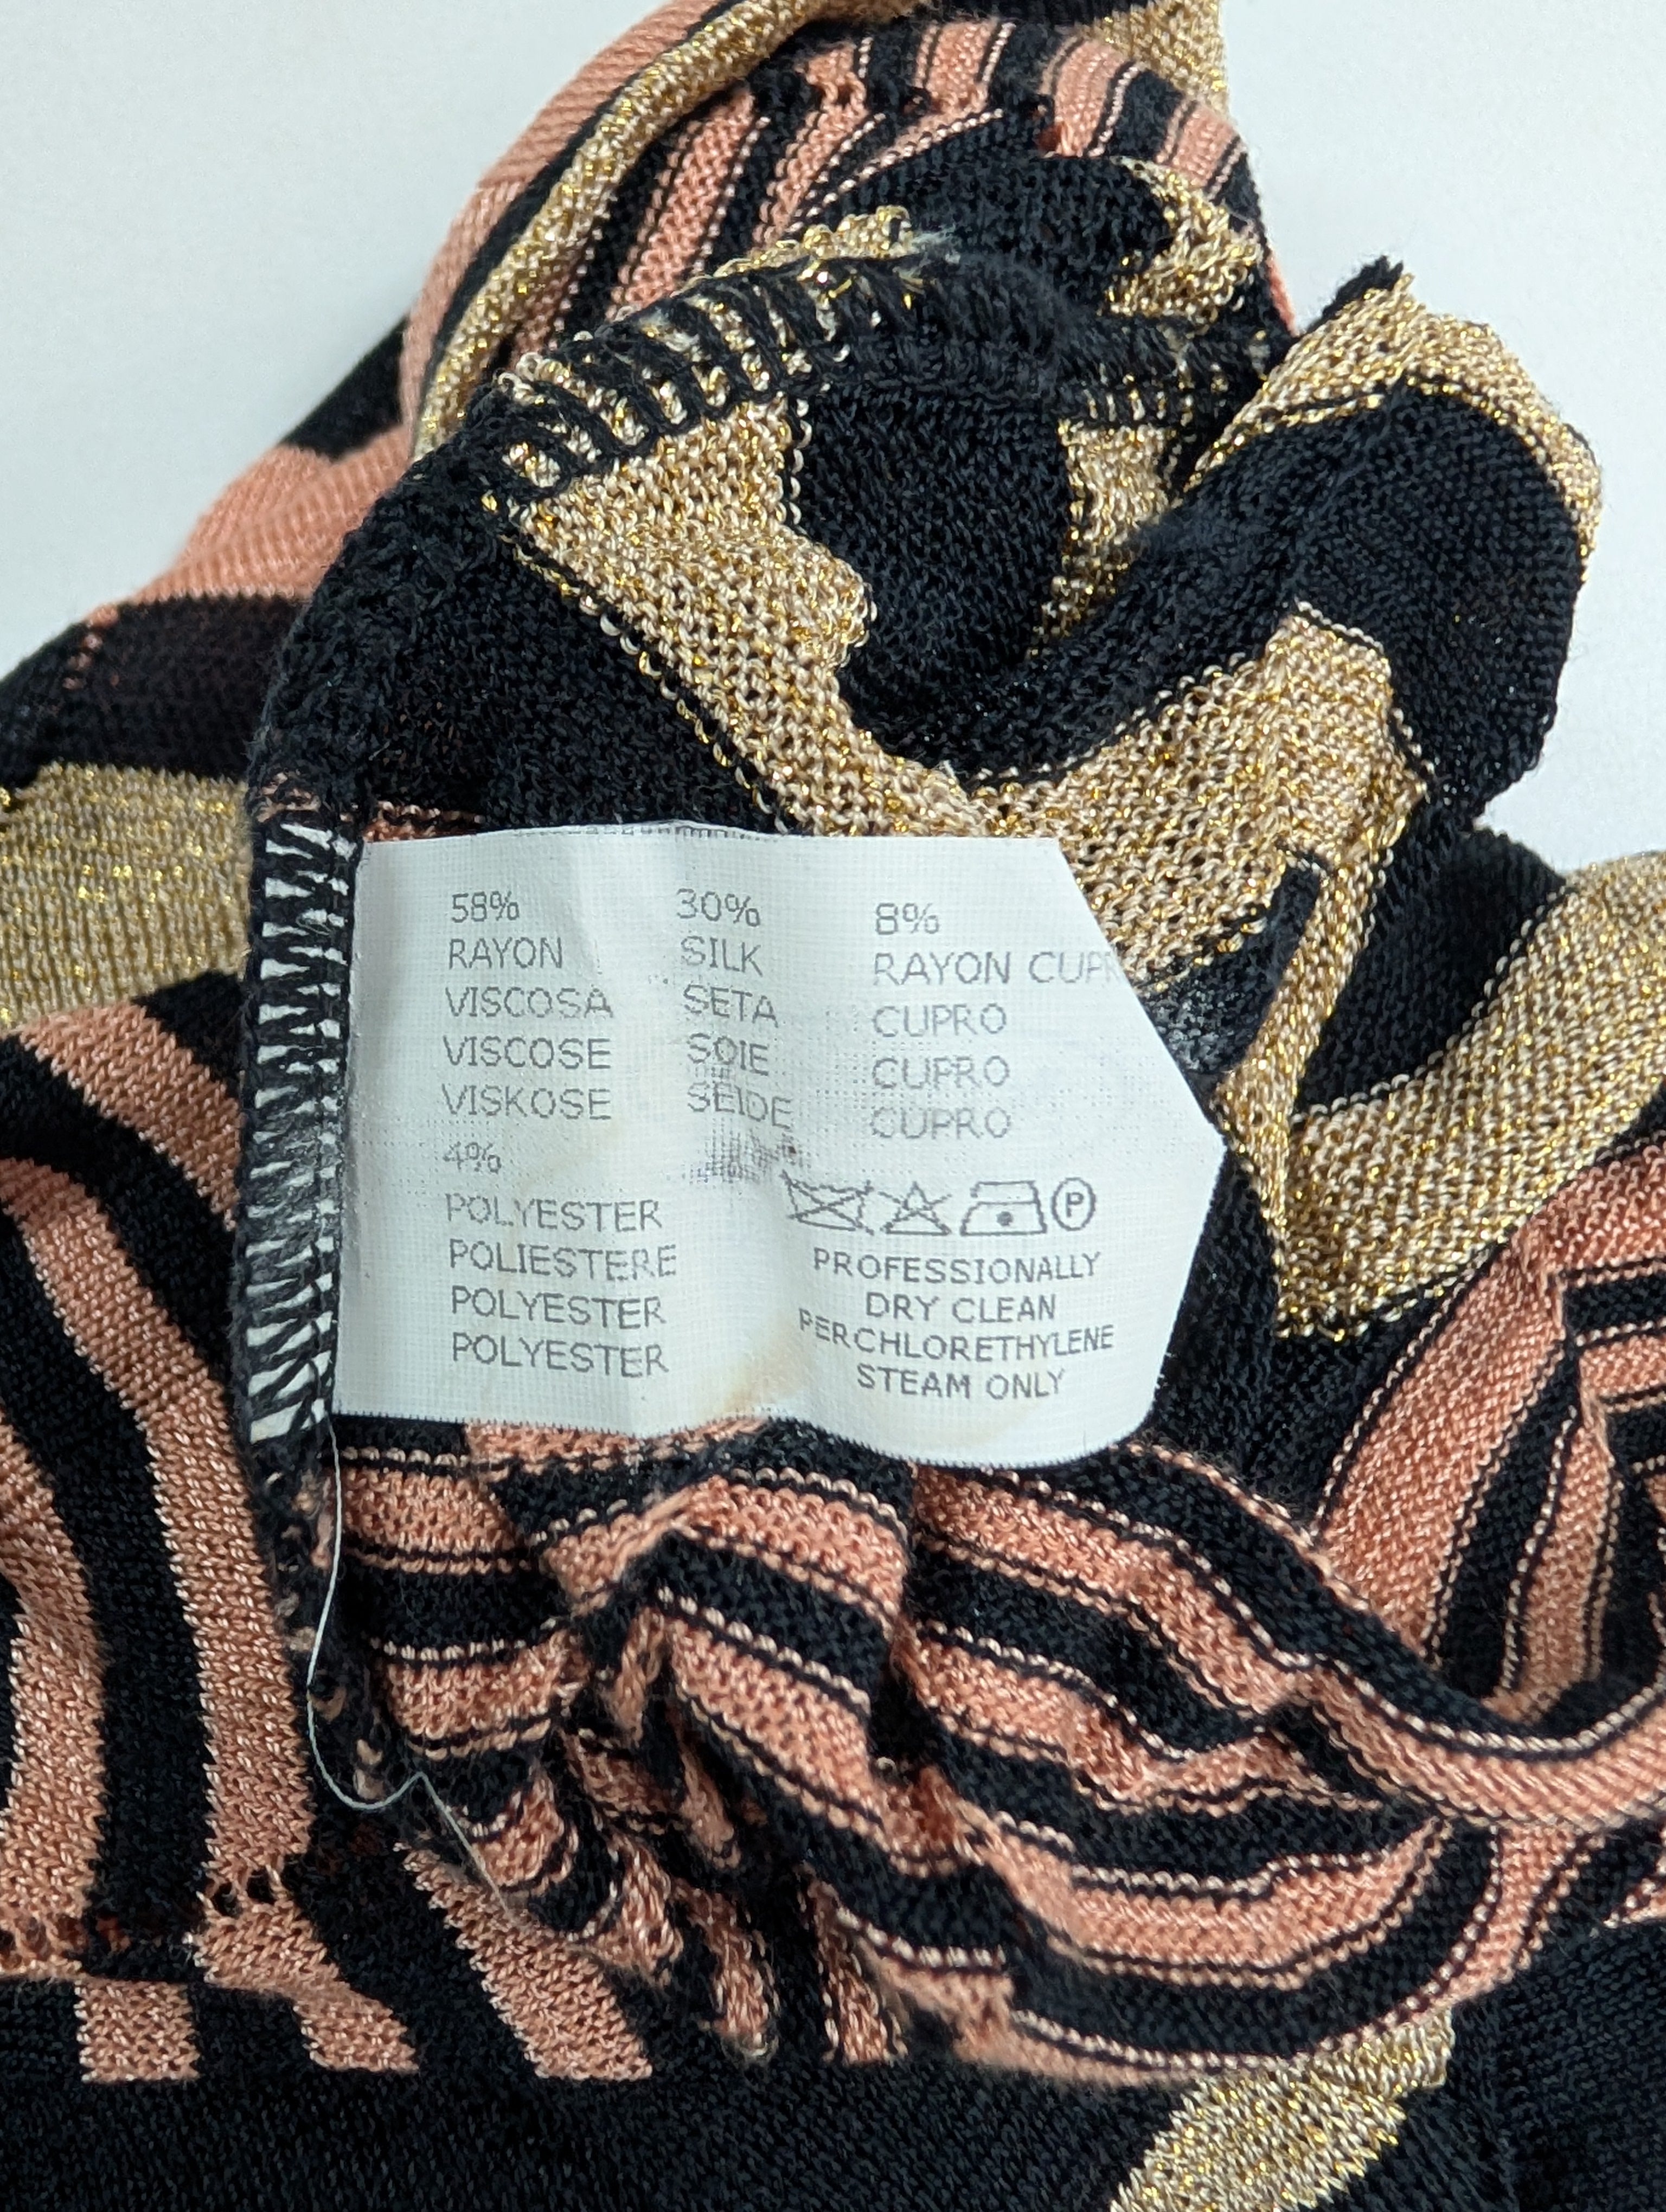 58%
RAYON
VISCOSA
VISCOSE
VISKOSE
4%
POLYESTER
POLIESTERE
POLYESTER
POLYESTER
30%
SILK
SETA
SOIE
SEIDE
8%
RAYON CUPR
CUPRO
CUPRO
CUPRO
P
PROFESSIONALLY
DRY CLEAN
PERCHLORETHYLENE
STEAM ONLY